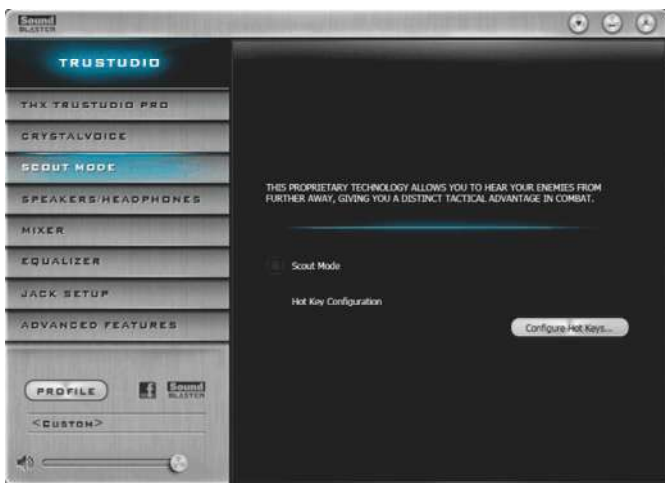 Sound
BLASTER
TRUSTUDIO
THX TRUSTUDIO PRO
CRYSTALVOICE
SCOUT MODE
SPEAKERS/HEADPHONES
MIXER
EQUALIZER
JACK SETUP
ADVANCED FEATURES
THIS PROPRIETARY TECHNOLOGY ALLOWS YOU TO HEAR YOUR ENEMIES FROM
FURTHER AWAY, GIVING YOU A DISTINCT TACTICAL ADVANTAGE IN COMBAT.
Scout Mode
Hot Key Configuration
Configure Hot Keys...
PROFILE
f
Sound
BLASTER
<CUSTOM>